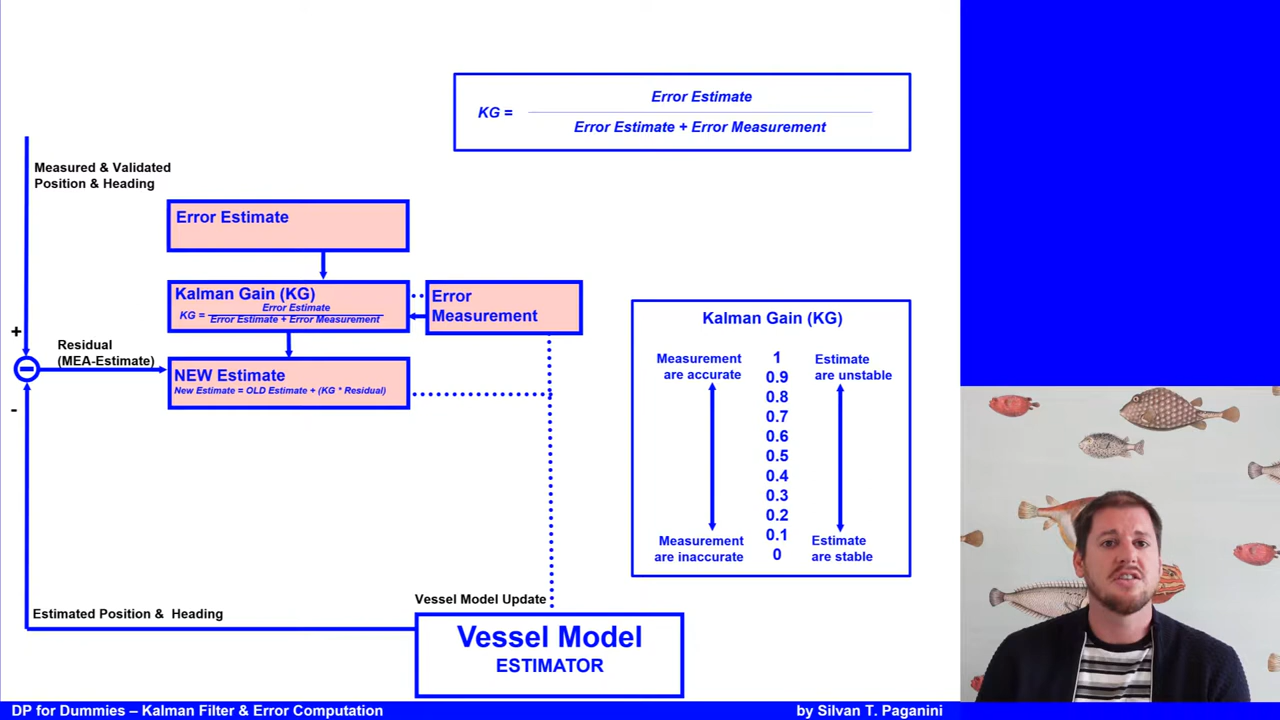 KG =
Error Estimate
Error Estimate + Error Measurement
Measured & Validated
Position & Heading
Error Estimate
Kalman Gain (KG)
KG =
Error Estimate
Error Estimate + Error Measurement
Error
Measurement
+
Residual
(MEA-Estimate)
NEW Estimate
New Estimate = OLD Estimate + (KG * Residual)
-
Kalman Gain (KG)
Measurement
are accurate
1
0.9
0.8
0.7
0.6
0.5
0.4
0.3
0.2
0.1
0
Estimate
are unstable
Measurement
are inaccurate
Estimate
are stable
Vessel Model Update
Estimated Position & Heading
Vessel Model
ESTIMATOR
DP for Dummies – Kalman Filter & Error Computation
by Silvan T. Paganini